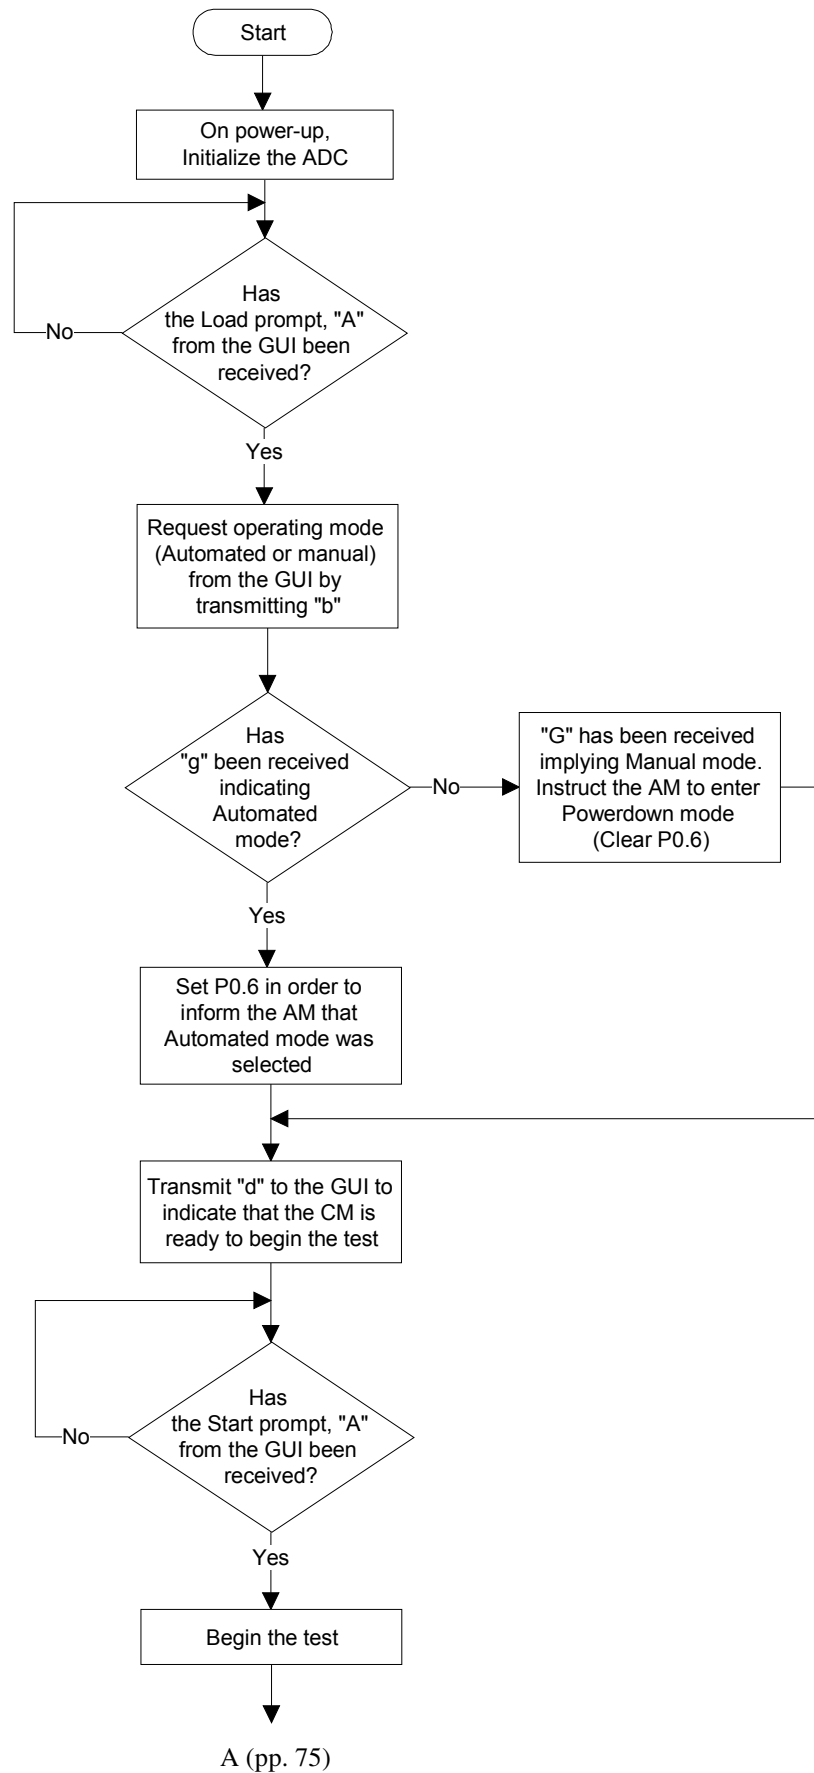 Start
On power-up,
Initialize the ADC
Has
the Load prompt, "A"
from the GUI been
received?
No
Yes
Request operating mode
(Automated or manual)
from the GUI by
transmitting "b"
Has
"g" been received
indicating
Automated
mode?
No
"G" has been received
implying Manual mode.
Instruct the AM to enter
Powerdown mode
(Clear P0.6)
Yes
Set P0.6 in order to
inform the AM that
Automated mode was
selected
Transmit "d" to the GUI to
indicate that the CM is
ready to begin the test
Has
the Start prompt, "A"
from the GUI been
received?
No
Yes
Begin the test
A (pp. 75)